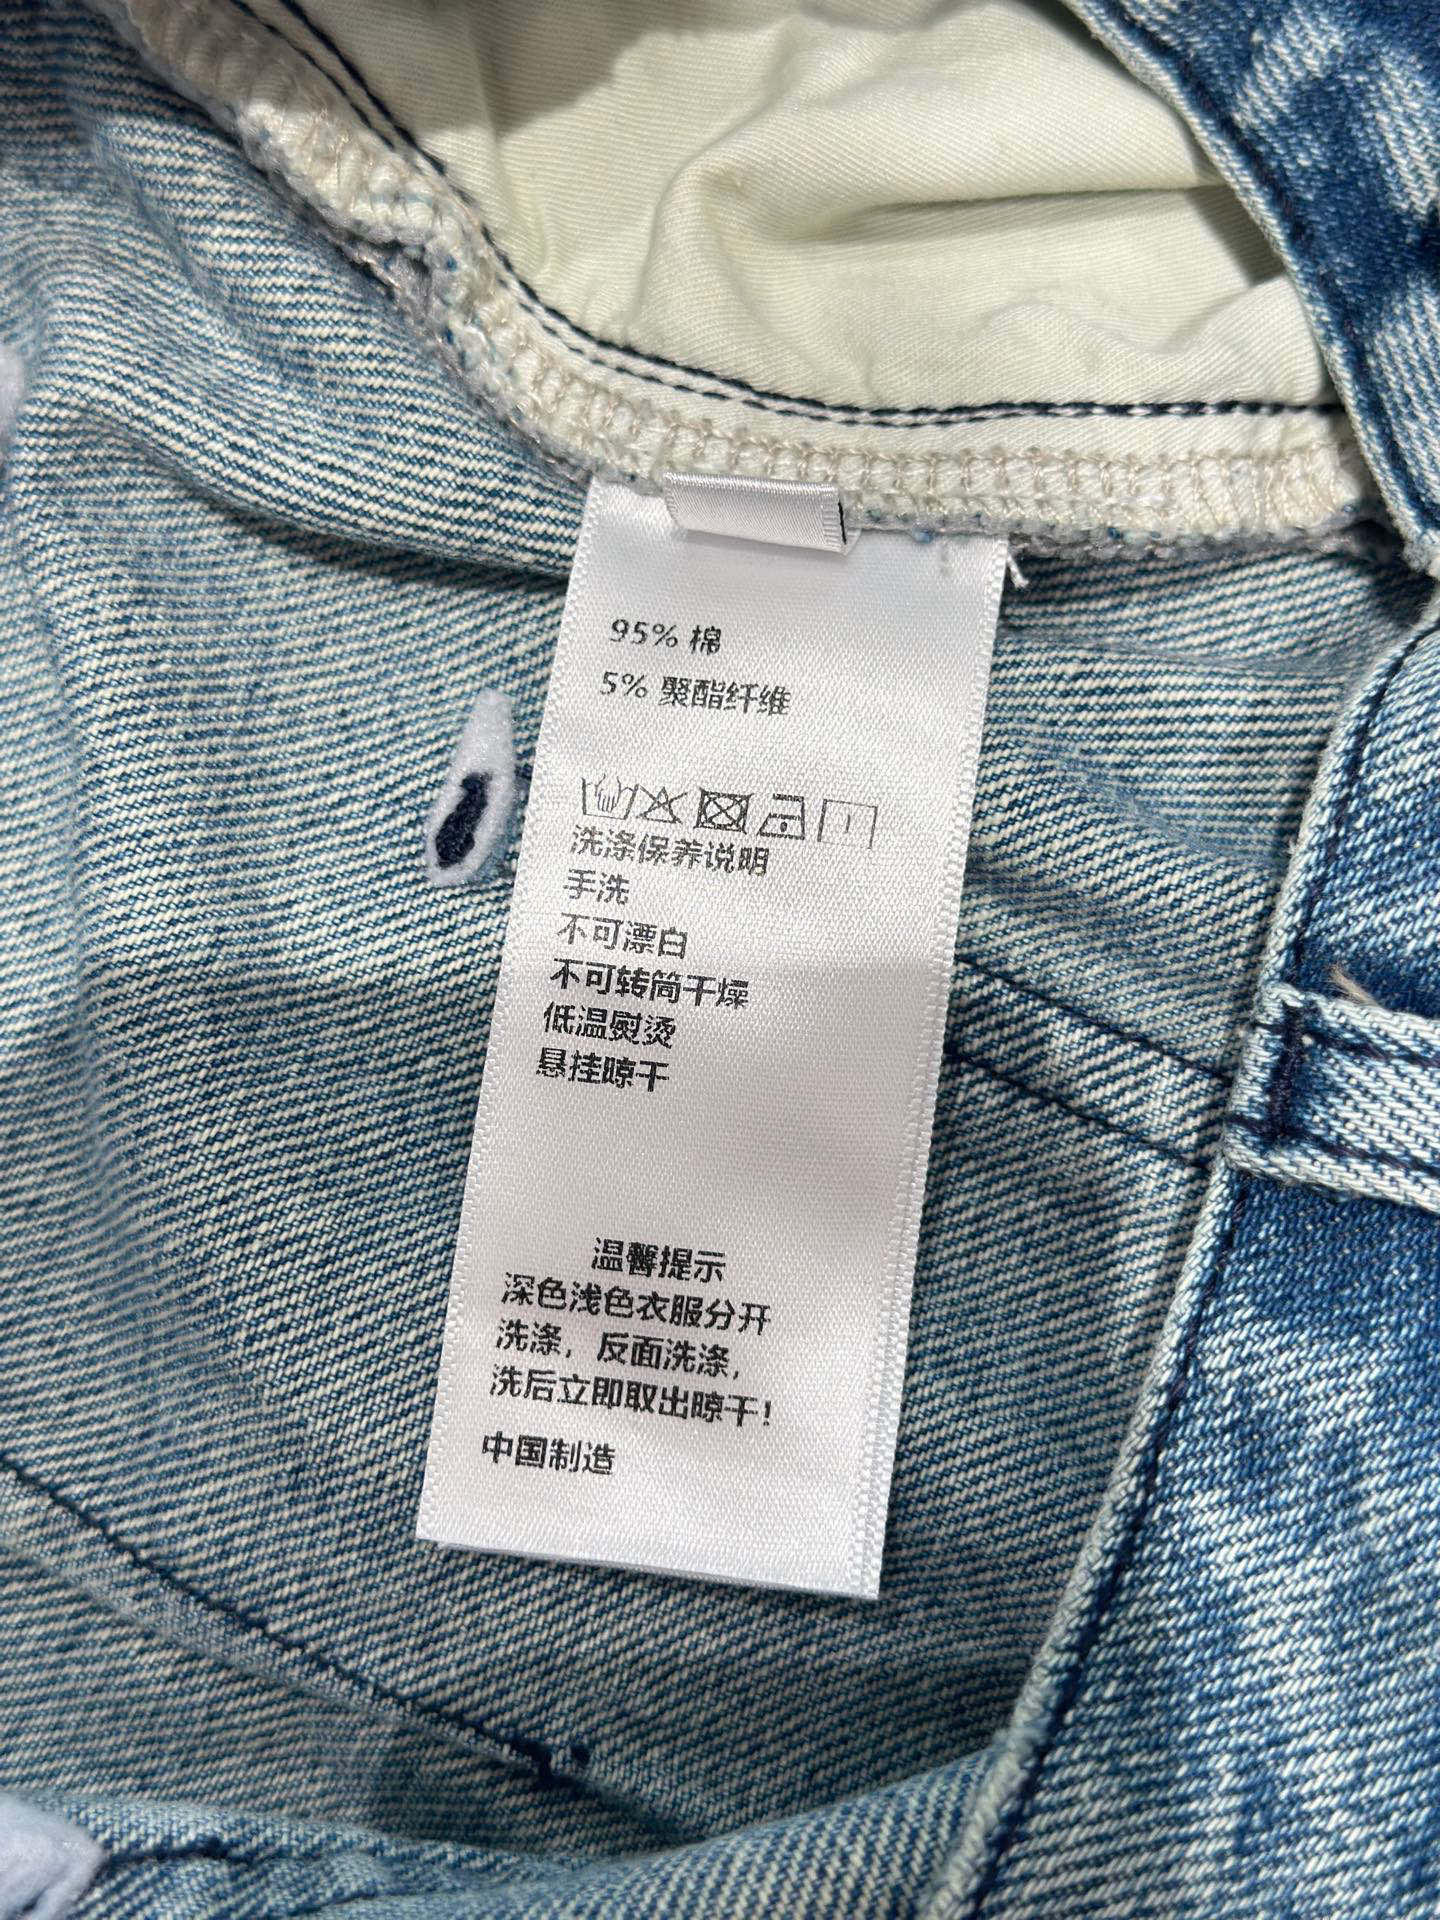 95% 棉
5% 聚酯纤维
洗涤保养说明
手洗
不可漂白
不可转筒干燥
低温熨烫
悬挂晾干
温馨提示
深色浅色衣服分开
洗涤，反面洗涤，
洗后立即取出晾干！
中国制造